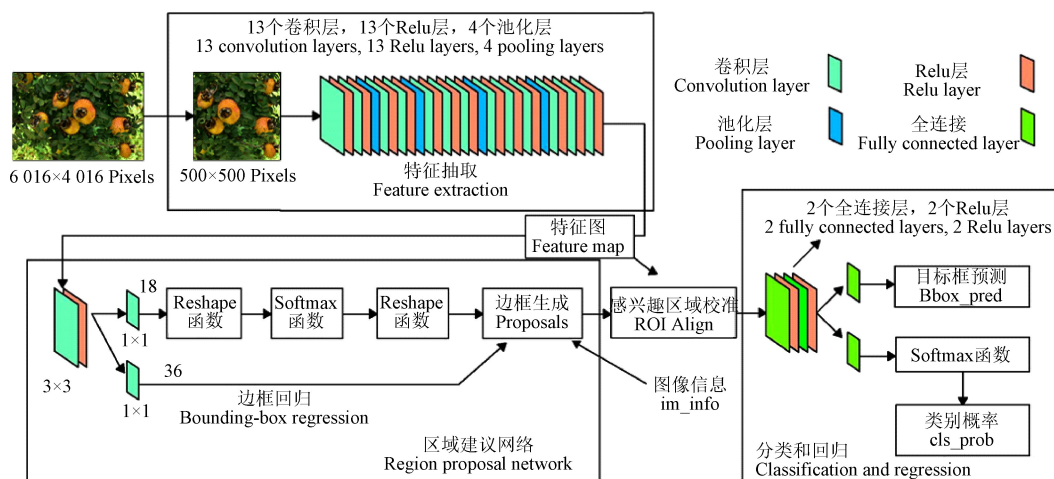 13个卷积层，13个Relu层，4个池化层
13 convolution layers, 13 Relu layers, 4 pooling layers
6 016×4 016 Pixels
500×500 Pixels
特征抽取
Feature extraction
卷积层
Convolution layer
Relu层
Relu layer
池化层
Pooling layer
全连接
Fully connected layer
特征图
Feature map
2个全连接层，2个Relu层
2 fully connected layers, 2 Relu layers
3×3
18
1×1
Reshape
函数
Softmax
函数
Reshape
函数
边框生成
Proposals
36
1×1
边框回归
Bounding-box regression
区域建议网络
Region proposal network
感兴趣区域校准
ROI Align
图像信息
im_info
目标框预测
Bbox_pred
Softmax函数
类别概率
cls_prob
分类和回归
Classification and regression